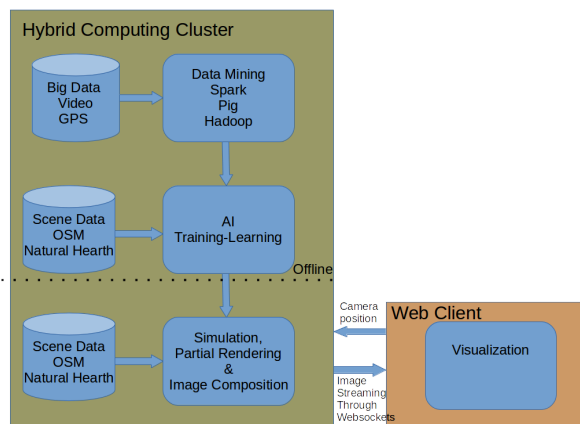 Hybrid Computing Cluster
Big Data
Video
GPS
Data Mining
Spark
Pig
Hadoop
Scene Data
OSM
Natural Hearth
AI
Training-Learning
Offline
Scene Data
OSM
Natural Hearth
Simulation,
Partial Rendering
&
Image Composition
Camera
position
Image
Streaming
Through
Websockets
Web Client
Visualization